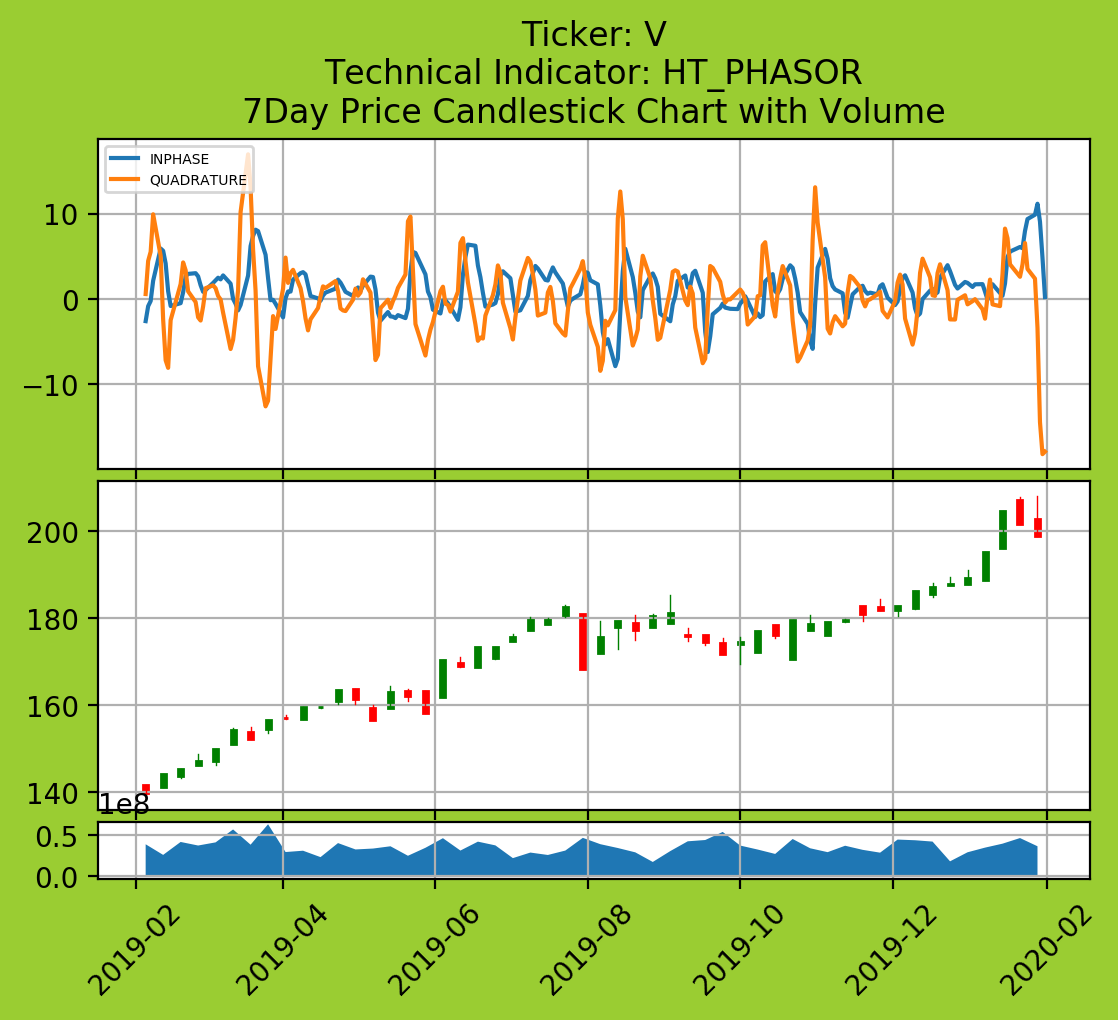 Ticker: V
Technical Indicator: HT_PHASOR
7Day Price Candlestick Chart with Volume
INPHASE
QUADRATURE
10
0
−10
200
180
160
140
1e8
0.5
0.0
2019-02
2019-04
2019-06
2019-08
2019-10
2019-12
2020-02